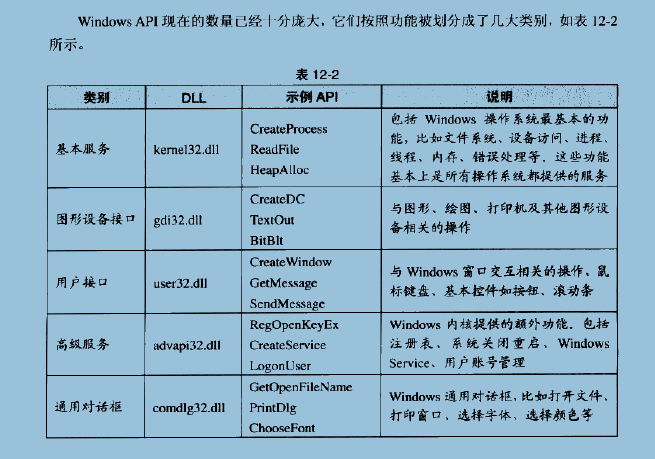 Windows API 现在的数量已经十分庞大，它们按照功能被划分成了几大类别，如表 12-2
所示。
表 12-2
类别 DLL 示例 API 说明
基本服务 kernel32.dll CreateProcess
ReadFile
HeapAlloc
包括 Windows 操作系统最基本的功
能，比如文件系统、设备访问、进程、
线程、内存、错误处理等，这些功能
基本上是所有操作系统都提供的服务
图形设备接口 gdi32.dll CreateDC
TextOut
BitBlt
与图形、绘图、打印机及其他图形设
备相关的操作
用户接口 user32.dll CreateWindow
GetMessage
SendMessage
与 Windows 窗口交互相关的操作、鼠
标键盘、基本控件如按钮、滚动条
高级服务 advapi32.dll RegOpenKeyEx
CreateService
LogonUser
Windows 内核提供的额外功能，包括
注册表、系统关闭重启、Windows
Service、用户账号管理
通用对话框 comdlg32.dll GetOpenFileName
PrintDlg
ChooseFont
Windows 通用对话框，比如打开文件、
打印窗口、选择字体、选择颜色等